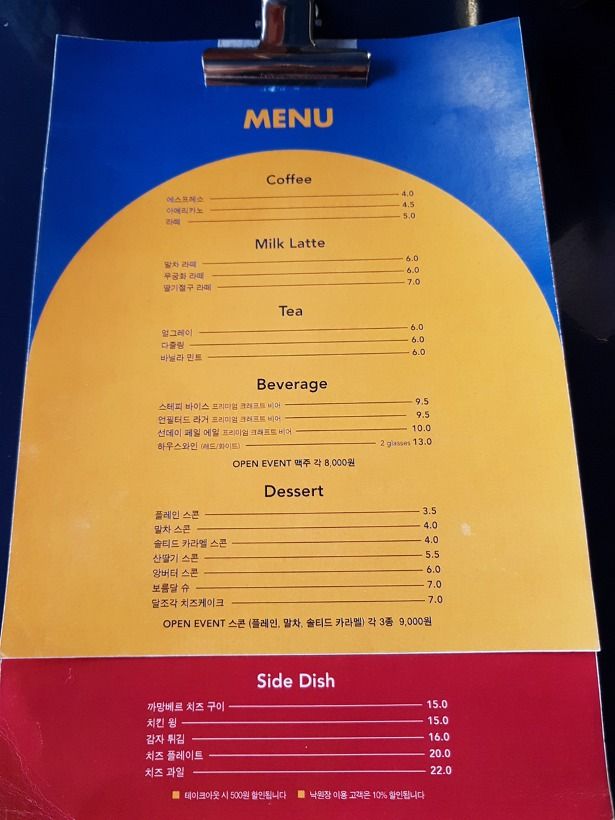 MENU
Coffee
에스프레소 4.0
아메리카노 4.5
라떼 5.0
Milk Latte
말차 라떼 6.0
무궁화 라떼 6.0
딸기절구 라떼 7.0
Tea
얼그레이 6.0
다즐링 6.0
바닐라 민트 6.0
Beverage
스테피 바이스 프리미엄 크래프트 비어 9.5
언필터드 라거 프리미엄 크래프트 비어 9.5
선데이 페일 에일 프리미엄 크래프트 비어 10.0
하우스와인 (레드/화이트) 2 glasses 13.0
OPEN EVENT 맥주 각 8,000원
Dessert
플레인 스콘 3.5
말차 스콘 4.0
솔티드 카라멜 스콘 4.0
산딸기 스콘 5.5
앙버터 스콘 6.0
보름달 슈 7.0
달조각 치즈케이크 7.0
OPEN EVENT 스콘 (플레인, 말차, 솔티드 카라멜) 각 3종 9,000원
Side Dish
까망베르 치즈 구이 15.0
치킨 윙 15.0
감자 튀김 16.0
치즈 플레이트 20.0
치즈 과일 22.0
테이크아웃 시 500원 할인됩니다 낙원장 이용 고객은 10% 할인됩니다